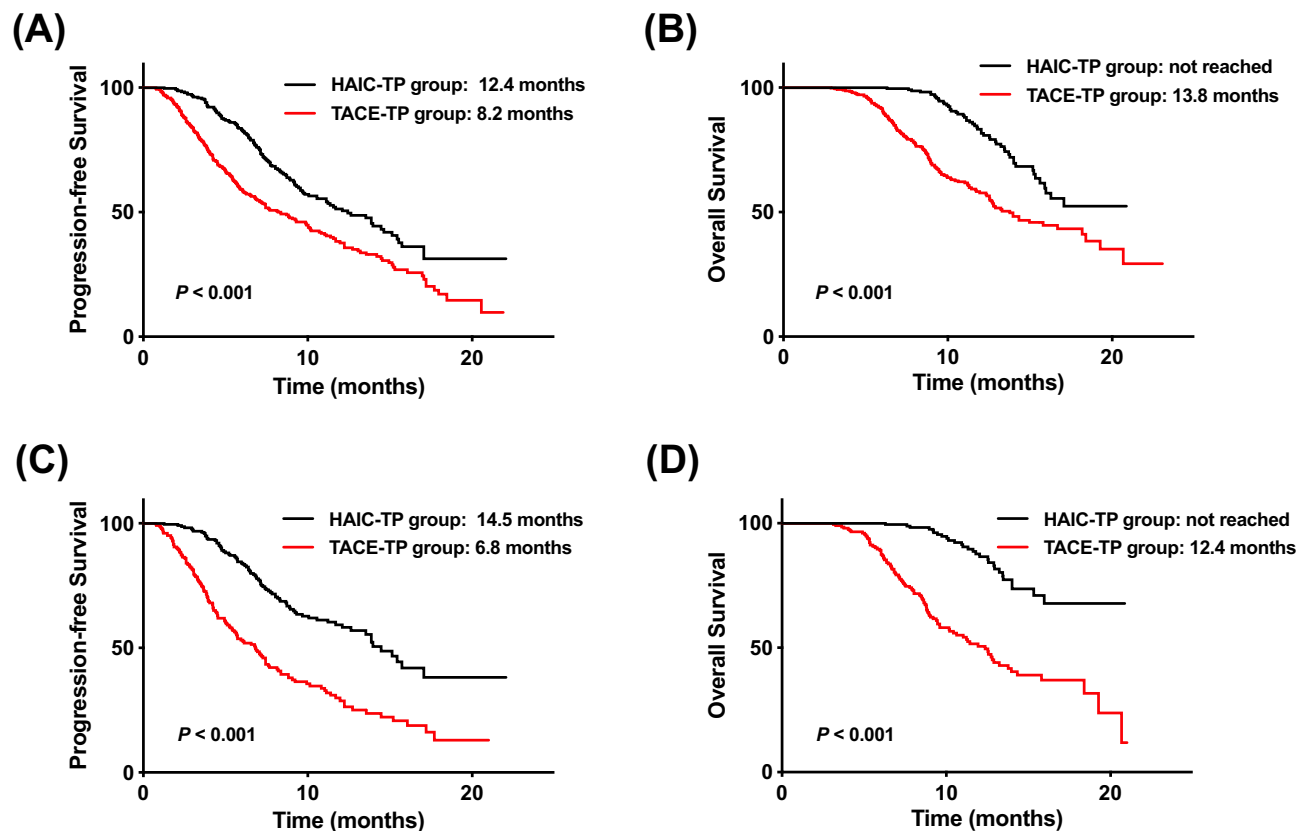 (A)
Progression-free Survival
100
50
0
HAIC-TP group: 12.4 months
TACE-TP group: 8.2 months
P < 0.001
0 10 20
Time (months)
(B)
Overall Survival
100
50
0
HAIC-TP group: not reached
TACE-TP group: 13.8 months
P < 0.001
0 10 20
Time (months)
(C)
Progression-free Survival
100
50
0
HAIC-TP group: 14.5 months
TACE-TP group: 6.8 months
P < 0.001
0 10 20
Time (months)
(D)
Overall Survival
100
50
0
HAIC-TP group: not reached
TACE-TP group: 12.4 months
P < 0.001
0 10 20
Time (months)